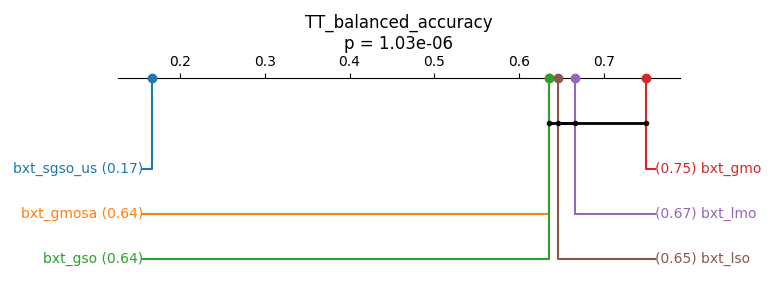 TT_balanced_accuracy
p = 1.03e-06
0.2 0.3 0.4 0.5 0.6 0.7
bxt_sgso_us (0.17) (0.75) bxt_gmo
bxt_gmosa (0.64) (0.67) bxt_lmo
bxt_gso (0.64) (0.65) bxt_lso